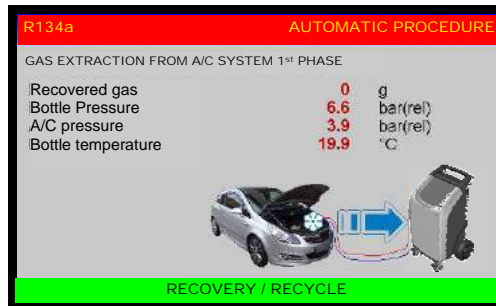 R134a AUTOMATIC PROCEDURE
GAS EXTRACTION FROM A/C SYSTEM 1st PHASE
Recovered gas 0 g
Bottle Pressure 6.6 bar(rel)
A/C pressure 3.9 bar(rel)
Bottle temperature 19.9 °C
RECOVERY / RECYCLE